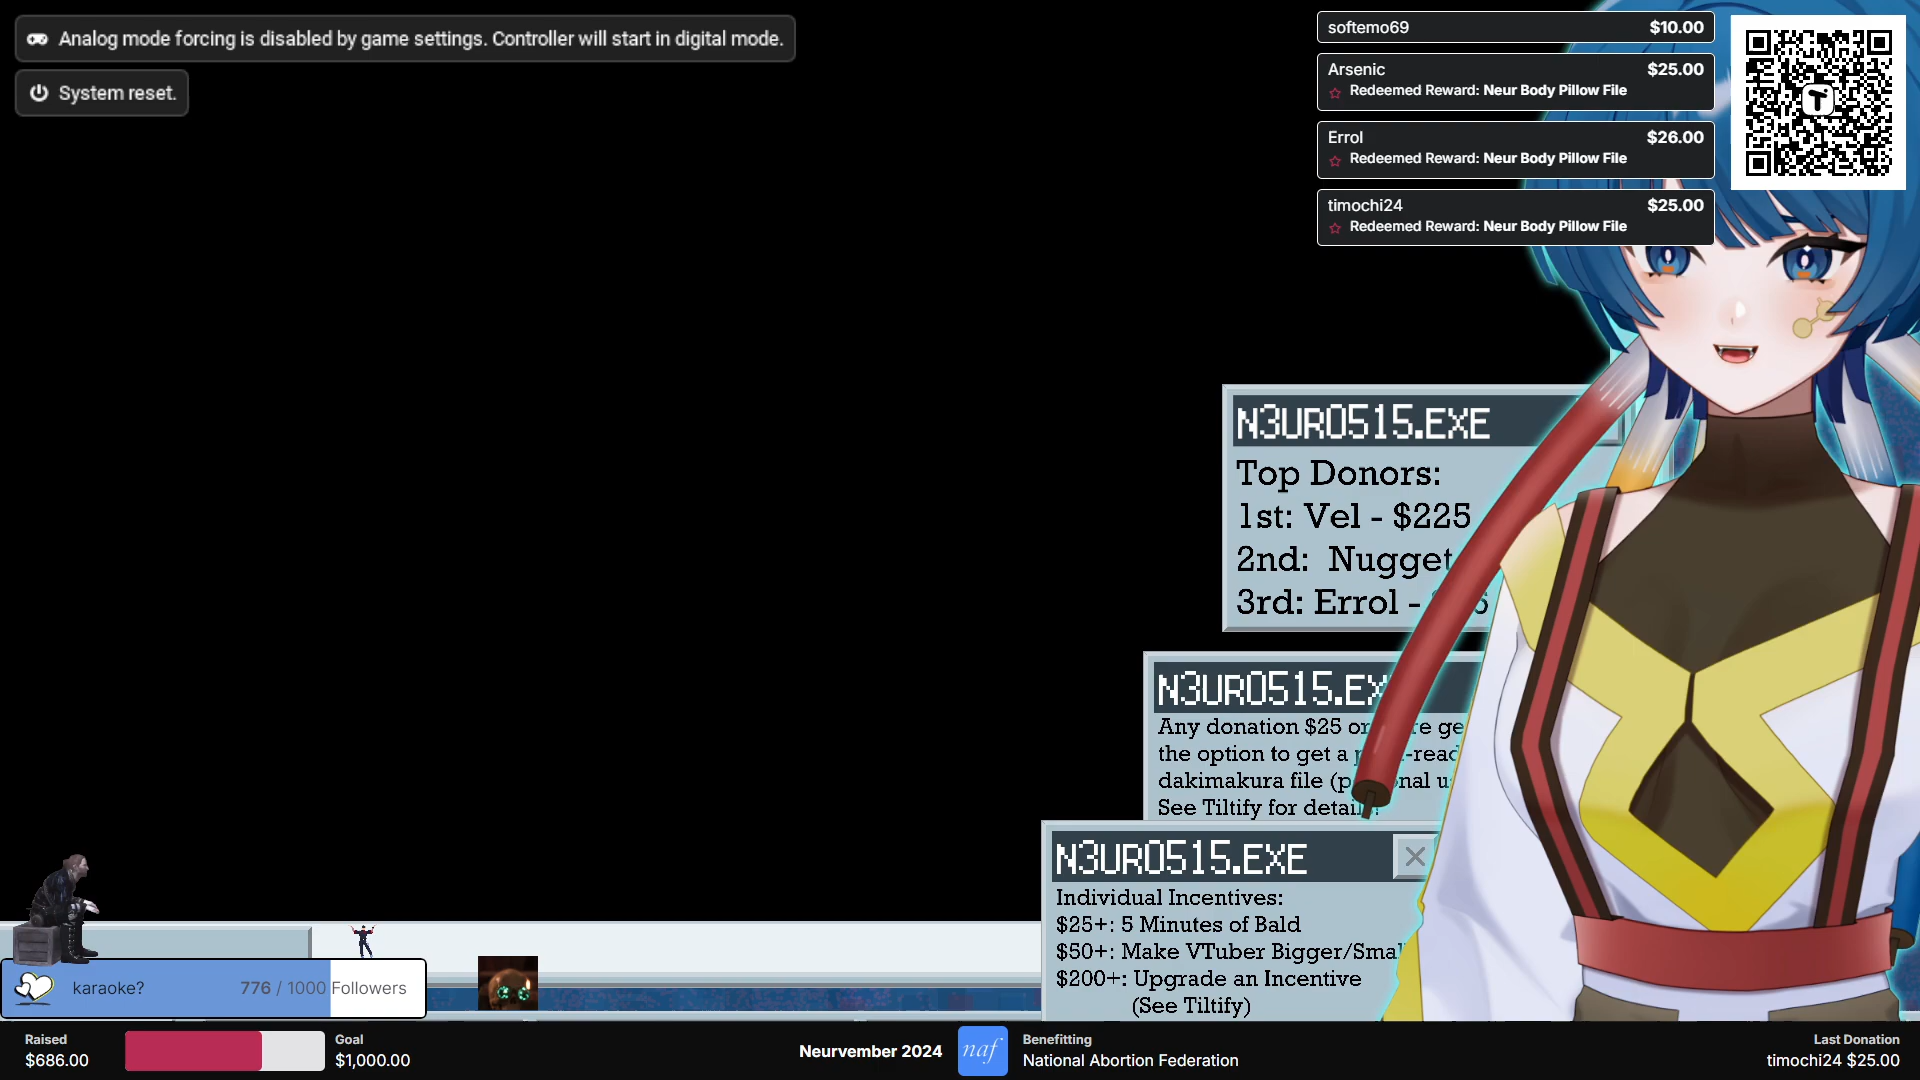 Analog mode forcing is disabled by game settings. Controller will start in digital mode.
System reset.
softemo69 $10.00
Arsenic $25.00
Redeemed Reward: Neur Body Pillow File
Errol $26.00
Redeemed Reward: Neur Body Pillow File
timochi24 $25.00
Redeemed Reward: Neur Body Pillow File
N3UR0515.EXE
Top Donors:
1st: Vel - $225
2nd: Nugget
3rd: Errol -
N3UR0515.EX
Any donation $25 or
the option to get a
dakimakura file
See Tiltify for
N3UR0515.EXE
Individual Incentives:
$25+: 5 Minutes of Bald
$50+: Make VTuber Bigger/Smal
$200+: Upgrade an Incentive
(See Tiltify)
karaoke? 776 / 1000 Followers
Raised
$686.00
Goal
$1,000.00
Neurvember 2024
naf
Benefitting
National Abortion Federation
Last Donation
timochi24 $25.00